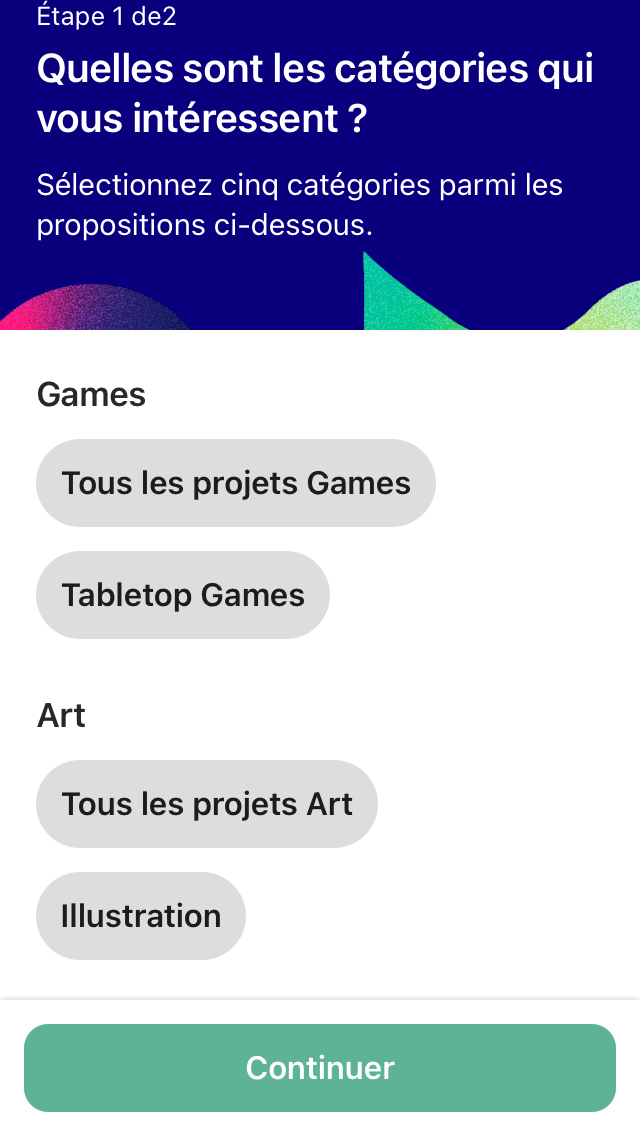 Étape 1 de2
Quelles sont les catégories qui
vous intéressent ?
Sélectionnez cinq catégories parmi les
propositions ci-dessous.
Games
Tous les projets Games
Tabletop Games
Art
Tous les projets Art
Illustration
Continuer